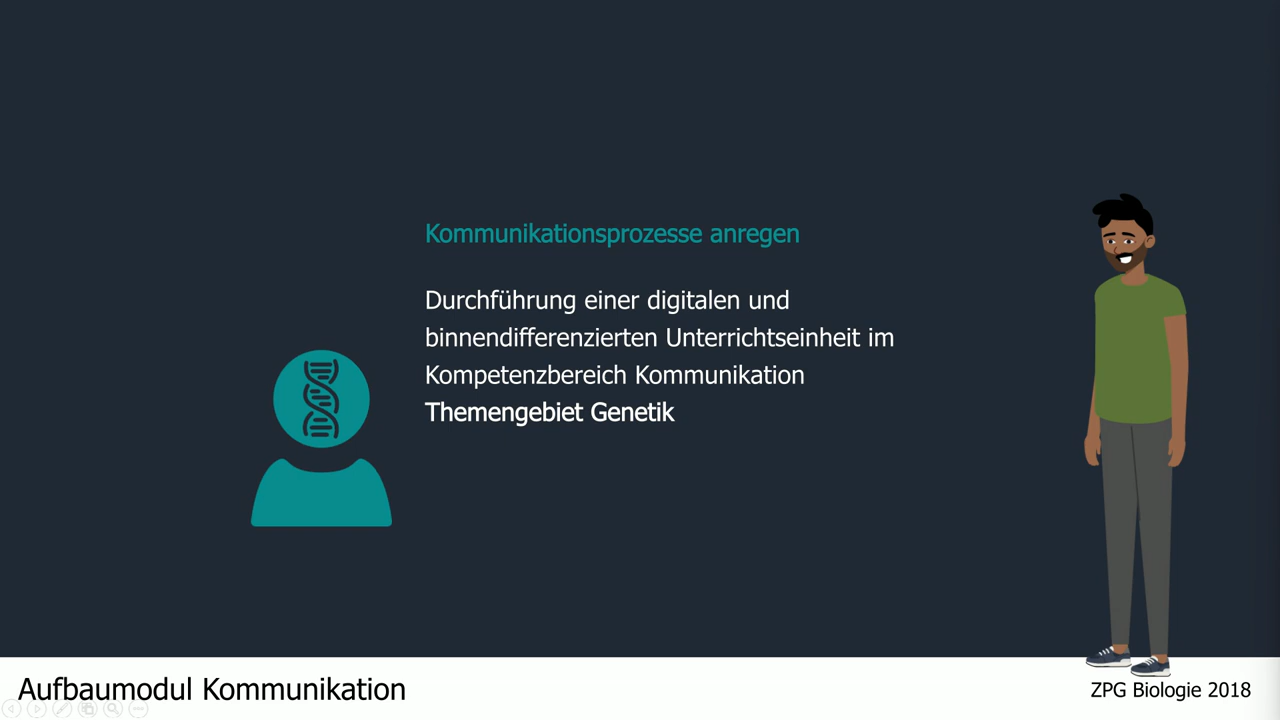 Kommunikationsprozesse anregen
Durchführung einer digitalen und
binnendifferenzierten Unterrichtseinheit im
Kompetenzbereich Kommunikation
Themengebiet Genetik
Aufbaumodul Kommunikation
ZPG Biologie 2018